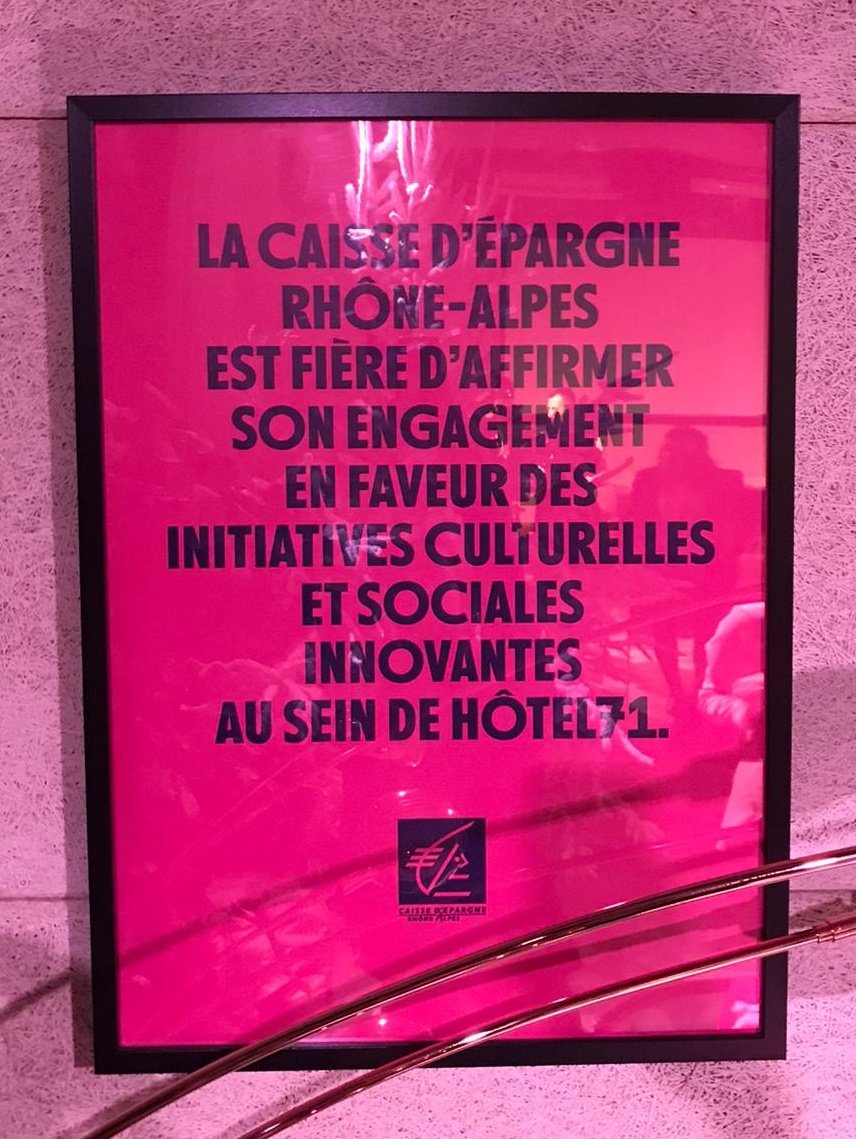 LA CAISSE D'ÉPARGNE
RHÔNE-ALPES
EST FIÈRE D'AFFIRMER
SON ENGAGEMENT
EN FAVEUR DES
INITIATIVES CULTURELLES
ET SOCIALES
INNOVANTES
AU SEIN DE HÔTEL71.
CAISSE D'EPARGNE
RHÔNE ALPES